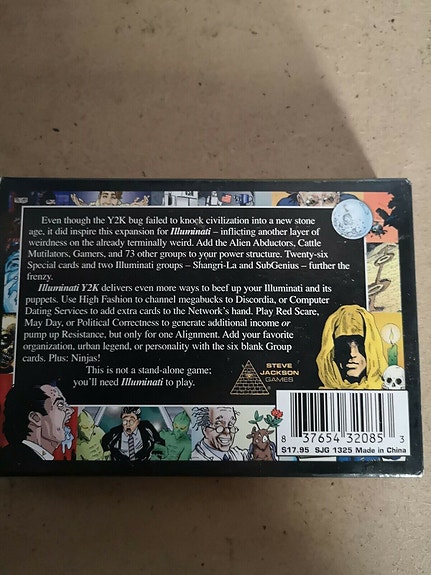 Even though the Y2K bug failed to knock civilization into a new stone
age, it did inspire this expansion for Illuminati – inflicting another layer of
weirdness on the already terminally weird. Add the Alien Abductors, Cattle
Mutilators, Gamers, and 73 other groups to your power structure. Twenty-six
Special cards and two Illuminati groups – Shangri-La and SubGenius – further the
frenzy.
Illuminati Y2K delivers even more ways to beef up your Illuminati and its
puppets. Use High Fashion to channel megabucks to Discordia, or Computer
Dating Services to add extra cards to the Network's hand. Play Red Scare,
May Day, or Political Correctness to generate additional income or
pump up Resistance, but only for one Alignment. Add your favorite
organization, urban legend, or personality with the six blank Group
cards. Plus: Ninjas!
This is not a stand-alone game;
you'll need Illuminati to play.
STEVE
JACKSON
GAMES
8 37654 32085 3
$17.95 SJG 1325 Made in China